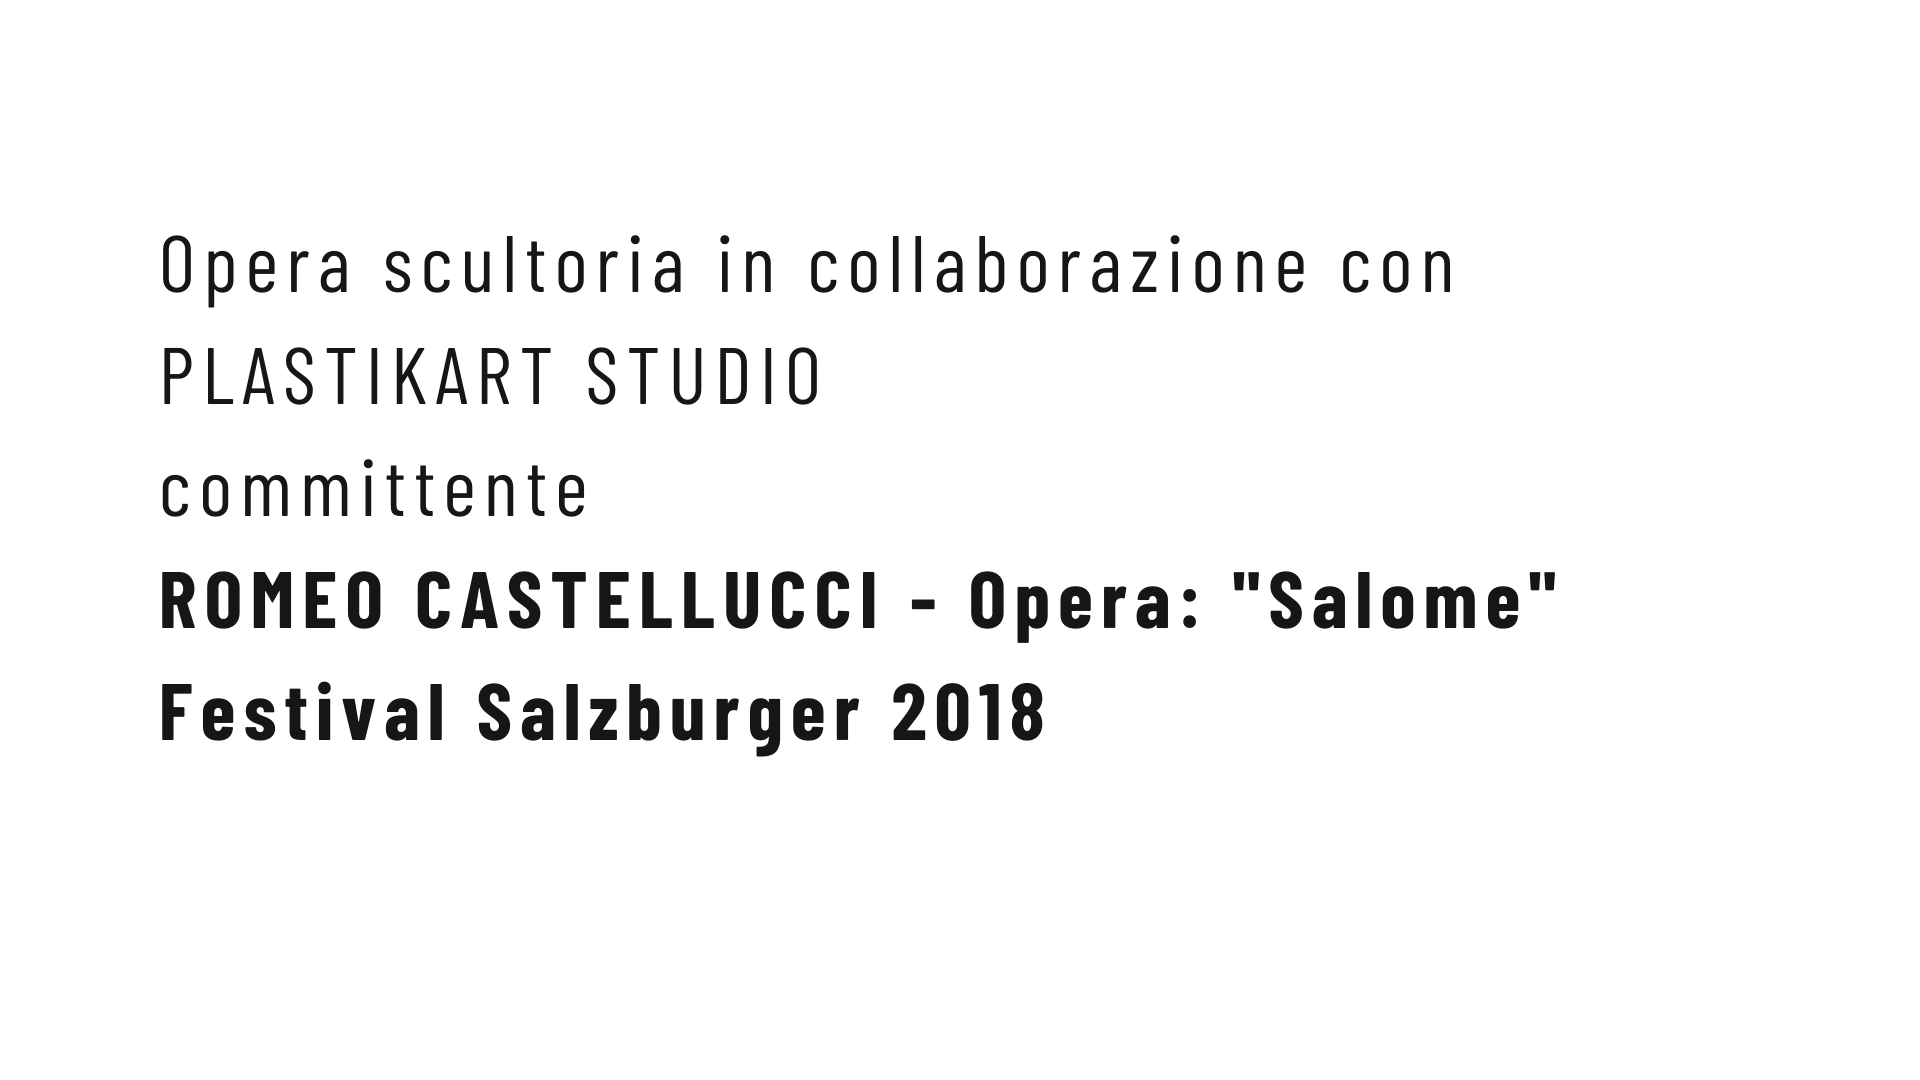 Opera scultoria in collaborazione con
PLASTIKART STUDIO
committente
ROMEO CASTELLUCCI - Opera: "Salome"
Festival Salzburger 2018